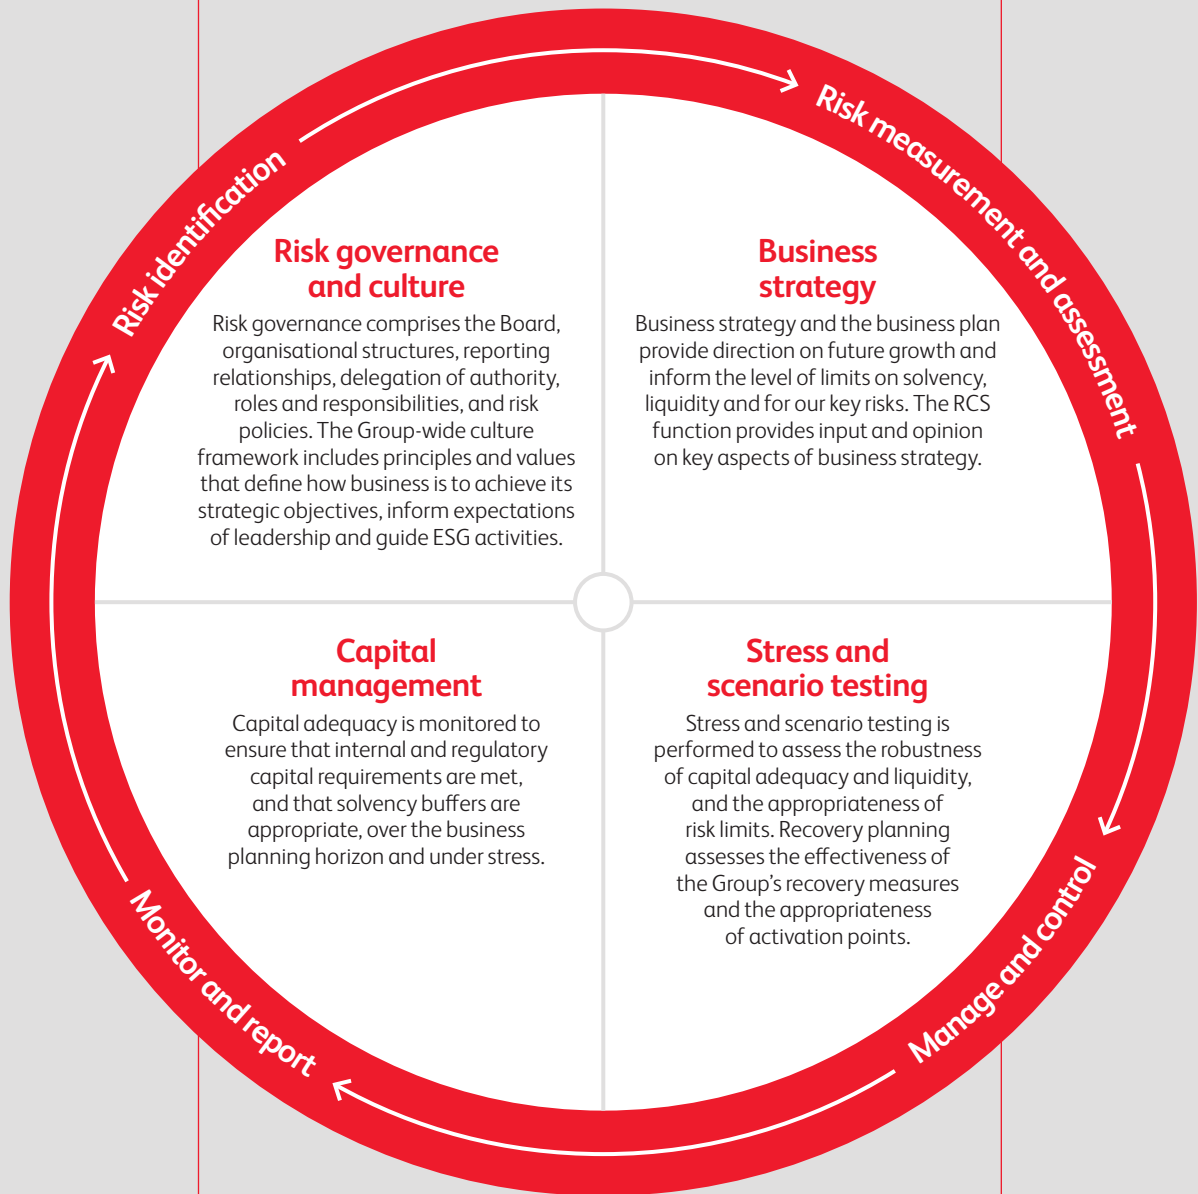 Risk identification
Risk measurement and assessment
Risk governance
and culture
Risk governance comprises the Board,
organisational structures, reporting
relationships, delegation of authority,
roles and responsibilities, and risk
policies. The Group-wide culture
framework includes principles and values
that define how business is to achieve its
strategic objectives, inform expectations
of leadership and guide ESG activities.
Business
strategy
Business strategy and the business plan
provide direction on future growth and
inform the level of limits on solvency,
liquidity and for our key risks. The RCS
function provides input and opinion
on key aspects of business strategy.
Capital
management
Capital adequacy is monitored to
ensure that internal and regulatory
capital requirements are met,
and that solvency buffers are
appropriate, over the business
planning horizon and under stress.
Stress and
scenario testing
Stress and scenario testing is
performed to assess the robustness
of capital adequacy and liquidity,
and the appropriateness of
risk limits. Recovery planning
assesses the effectiveness of
the Group’s recovery measures
and the appropriateness
of activation points.
Manage and control
Monitor and report